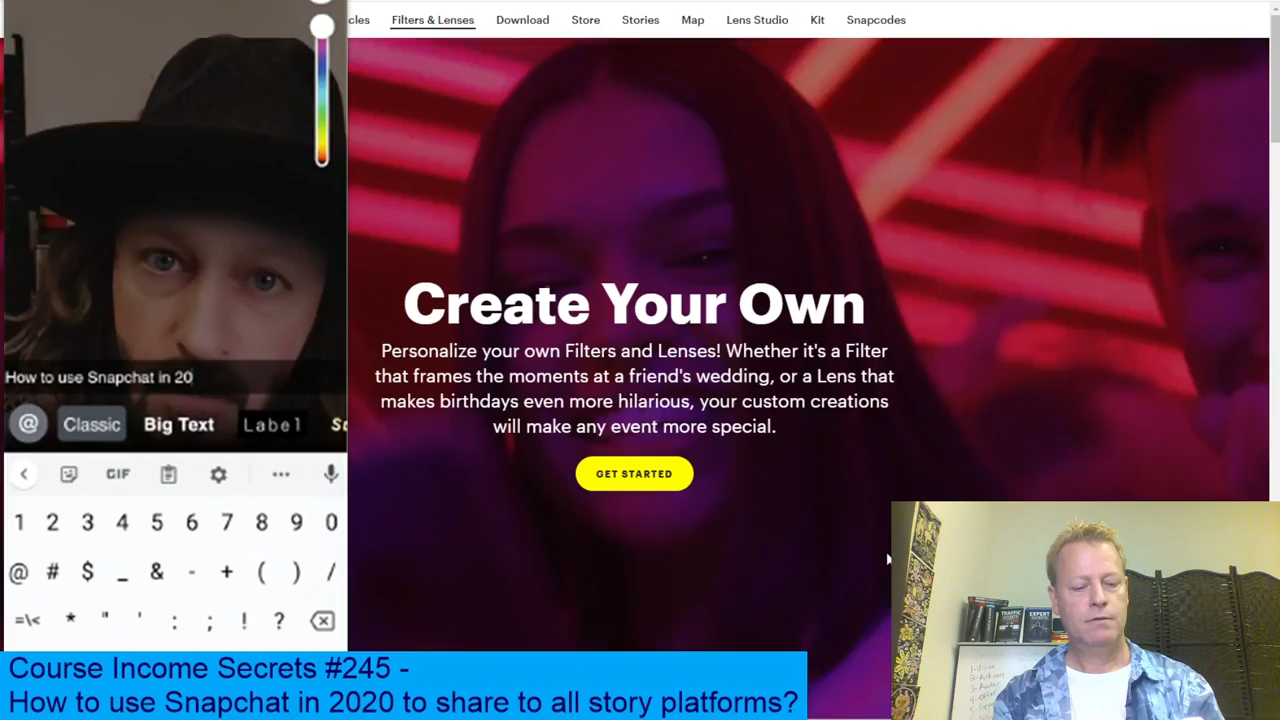 cles Filters & Lenses Download Store Stories Map Lens Studio Kit Snapcodes
How to use Snapchat in 20
@ Classic Big Text Label
GIF
1 2 3 4 5 6 7 8 9 0
@ # $ _ & - + ( ) /
=\< * " ' : ; ! ?
Create Your Own
Personalize your own Filters and Lenses! Whether it's a Filter
that frames the moments at a friend's wedding, or a Lens that
makes birthdays even more hilarious, your custom creations
will make any event more special.
GET STARTED
TRAFFIC
EXPERT
Course Income Secrets #245 -
How to use Snapchat in 2020 to share to all story platforms?